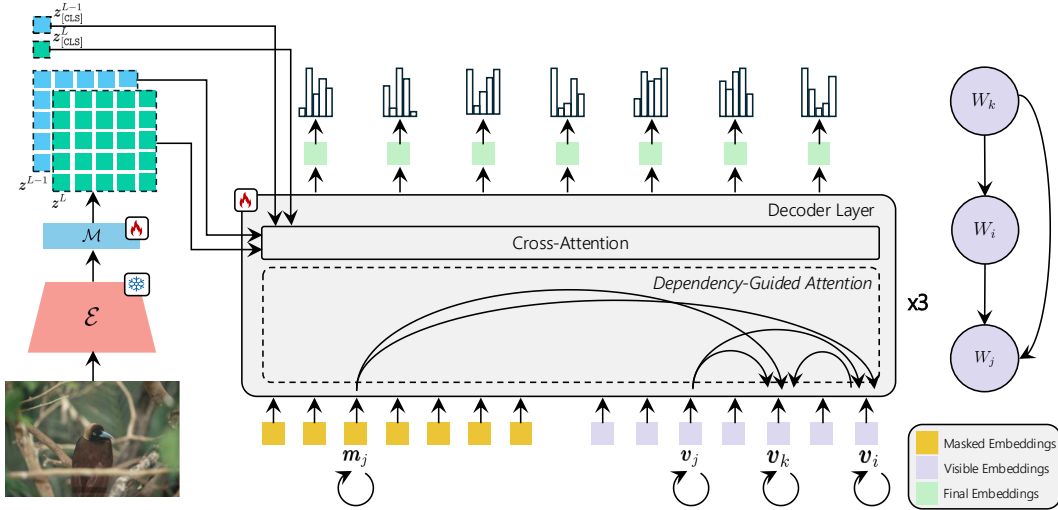 z^{L-1}_{[CLS]}
z^{L}_{[CLS]}
z^{L-1}
z^{L}
M
E
Decoder Layer
Cross-Attention
Dependency-Guided Attention
x3
m_j
v_j
v_k
v_i
W_k
W_i
W_j
Masked Embeddings
Visible Embeddings
Final Embeddings